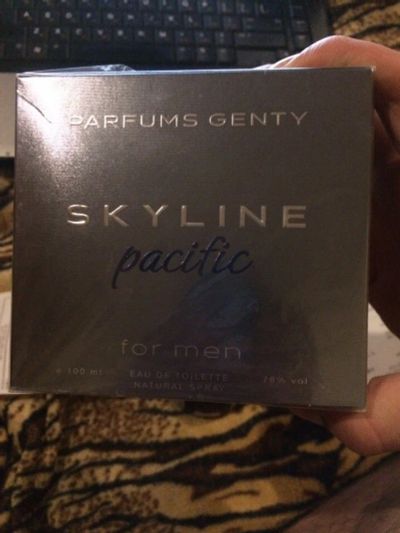 PARFUMS GENTY
SKYLINE
pacific
for men
e 100 ml EAU DE TOILETTE 78% vol
NATURAL SPRAY